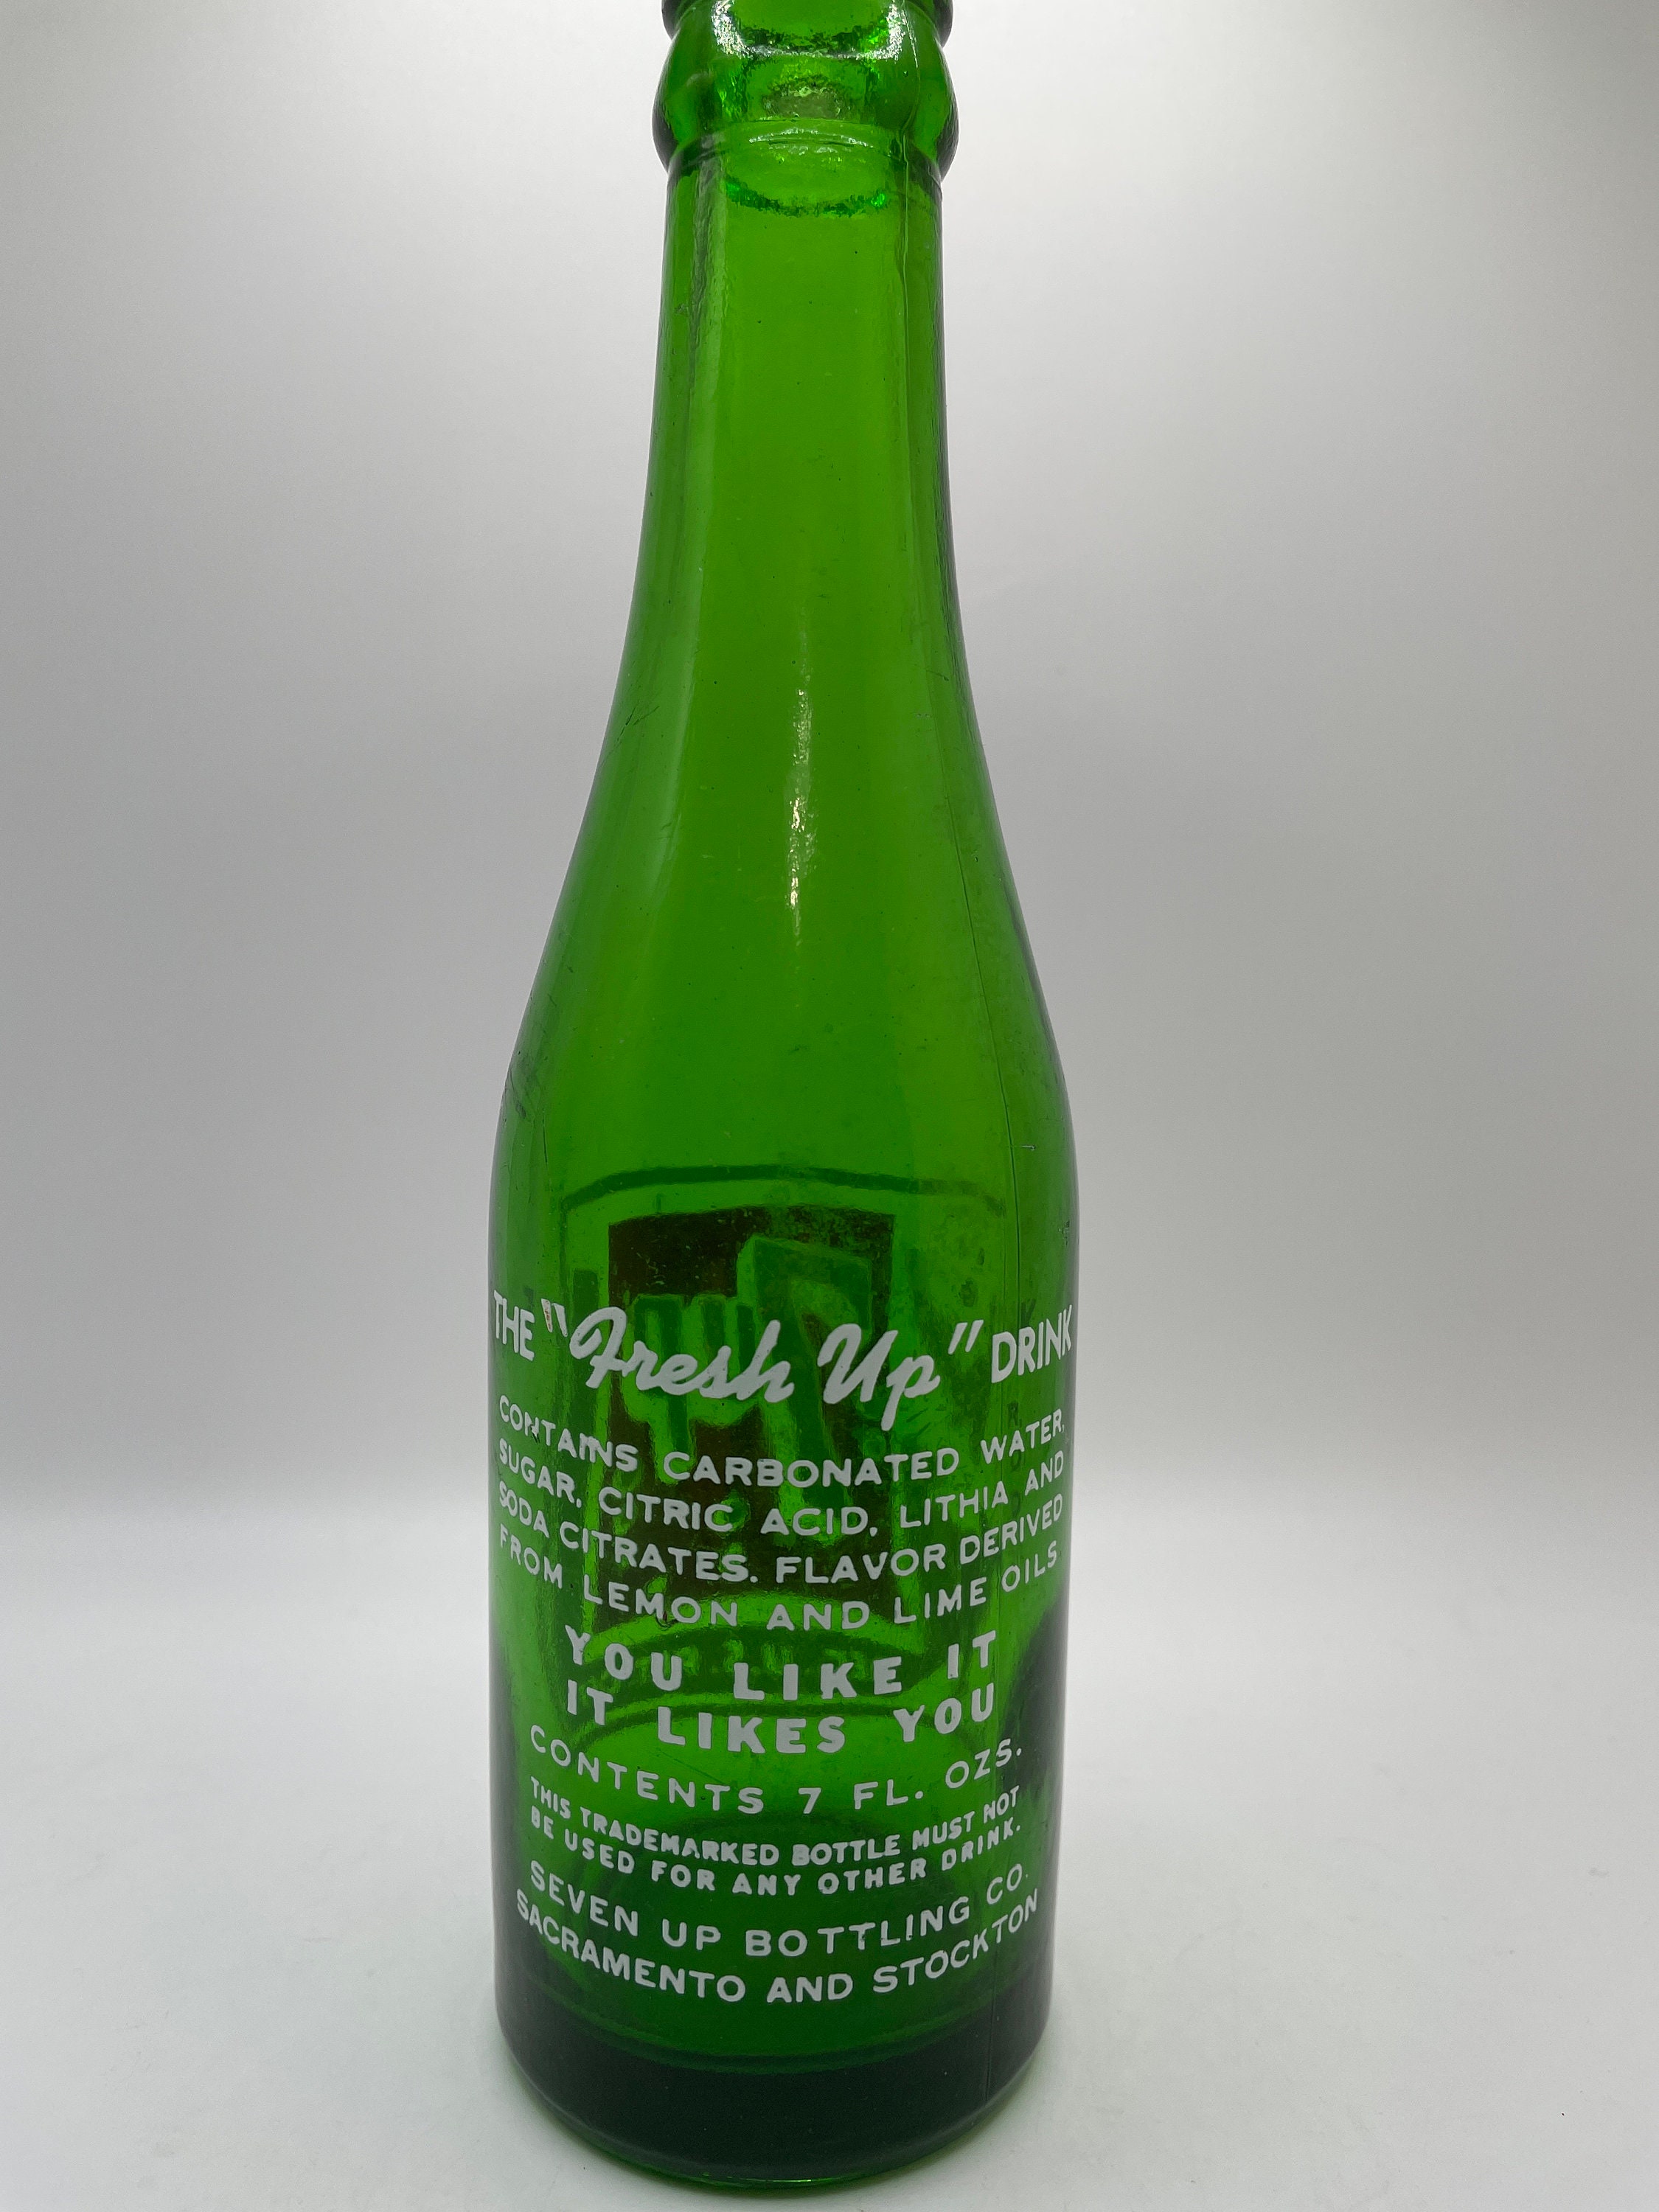 THE "Fresh Up" DRINK
CONTAINS CARBONATED WATER,
SUGAR, CITRIC ACID, LITHIA AND
SODA CITRATES. FLAVOR DERIVED
FROM LEMON AND LIME OILS
YOU LIKE IT
IT LIKES YOU
CONTENTS 7 FL. OZS.
THIS TRADEMARKED BOTTLE MUST NOT
BE USED FOR ANY OTHER DRINK.
SEVEN UP BOTTLING CO.
SACRAMENTO AND STOCKTON